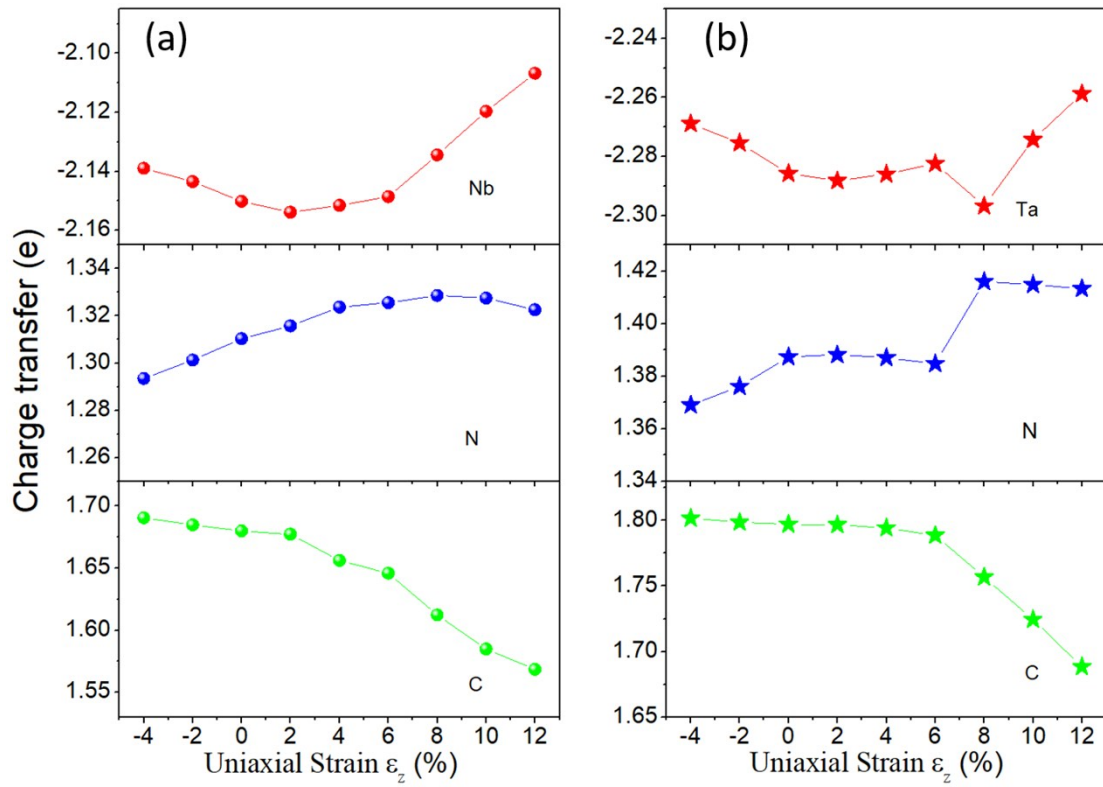 Charge transfer (e)
(a)
-2.10
-2.12
-2.14
-2.16
Nb
1.34
1.32
1.30
1.28
1.26
N
1.70
1.65
1.60
1.55
C
-4 -2 0 2 4 6 8 10 12
Uniaxial Strain ε_z (%)
(b)
-2.24
-2.26
-2.28
-2.30
Ta
1.42
1.40
1.38
1.36
1.34
N
1.80
1.75
1.70
1.65
C
-4 -2 0 2 4 6 8 10 12
Uniaxial Strain ε_z (%)